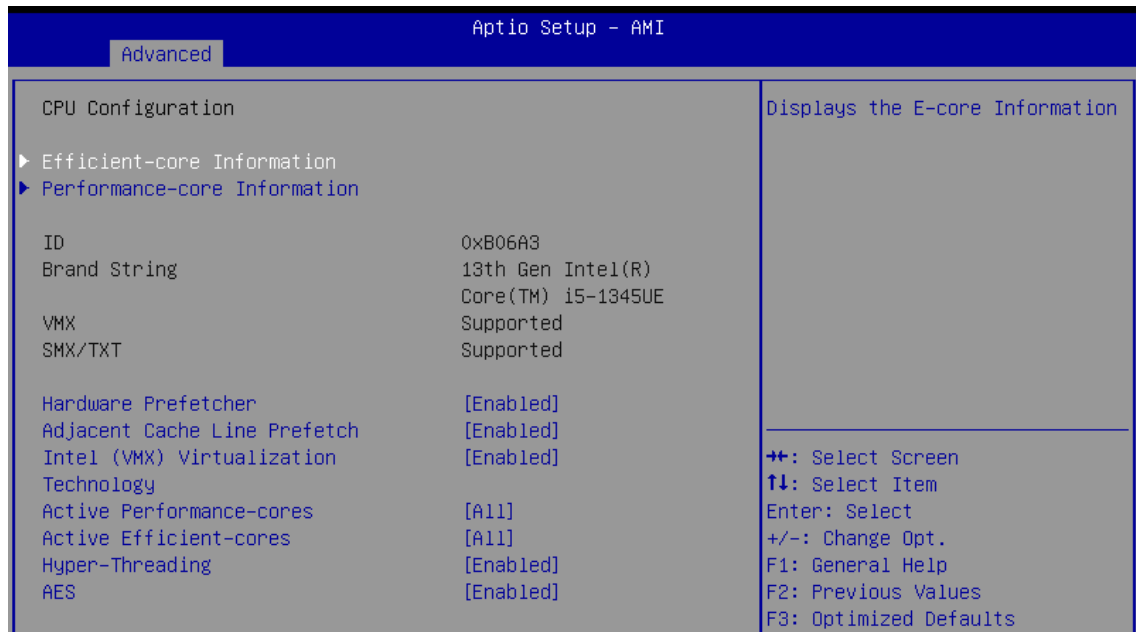 Aptio Setup - AMI
Advanced
CPU Configuration
Efficient-core Information
Performance-core Information
ID 0xB06A3
Brand String 13th Gen Intel(R)
Core(TM) i5-1345UE
VMX Supported
SMX/TXT Supported
Hardware Prefetcher [Enabled]
Adjacent Cache Line Prefetch [Enabled]
Intel (VMX) Virtualization [Enabled]
Technology
Active Performance-cores [All]
Active Efficient-cores [All]
Hyper-Threading [Enabled]
AES [Enabled]
Displays the E-core Information
→←: Select Screen
↑↓: Select Item
Enter: Select
+/-: Change Opt.
F1: General Help
F2: Previous Values
F3: Optimized Defaults